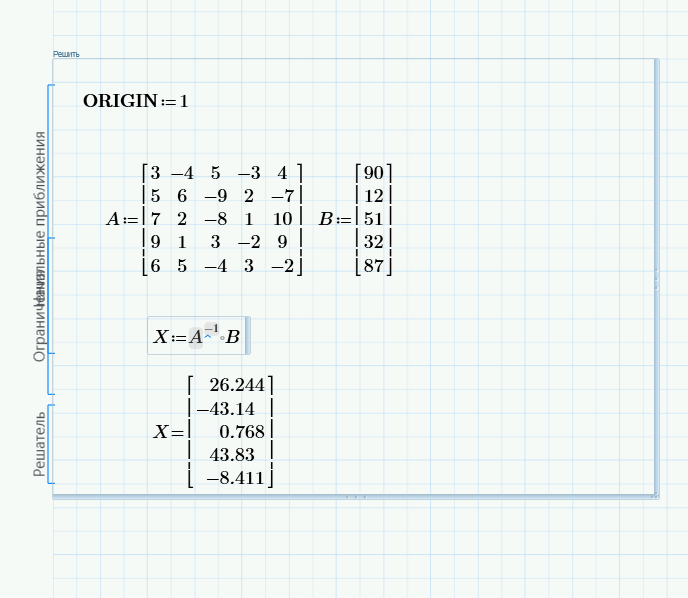 Решить
ORIGIN:=1
A:=[3 −4 5 −3 4
5 6 −9 2 −7
7 2 −8 1 10
9 1 3 −2 9
6 5 −4 3 −2]
B:=[90
12
51
32
87]
X:=A^−1∘B
X=[26.244
−43.14
0.768
43.83
−8.411]
Начальные приближения
Ограничения
Решатель